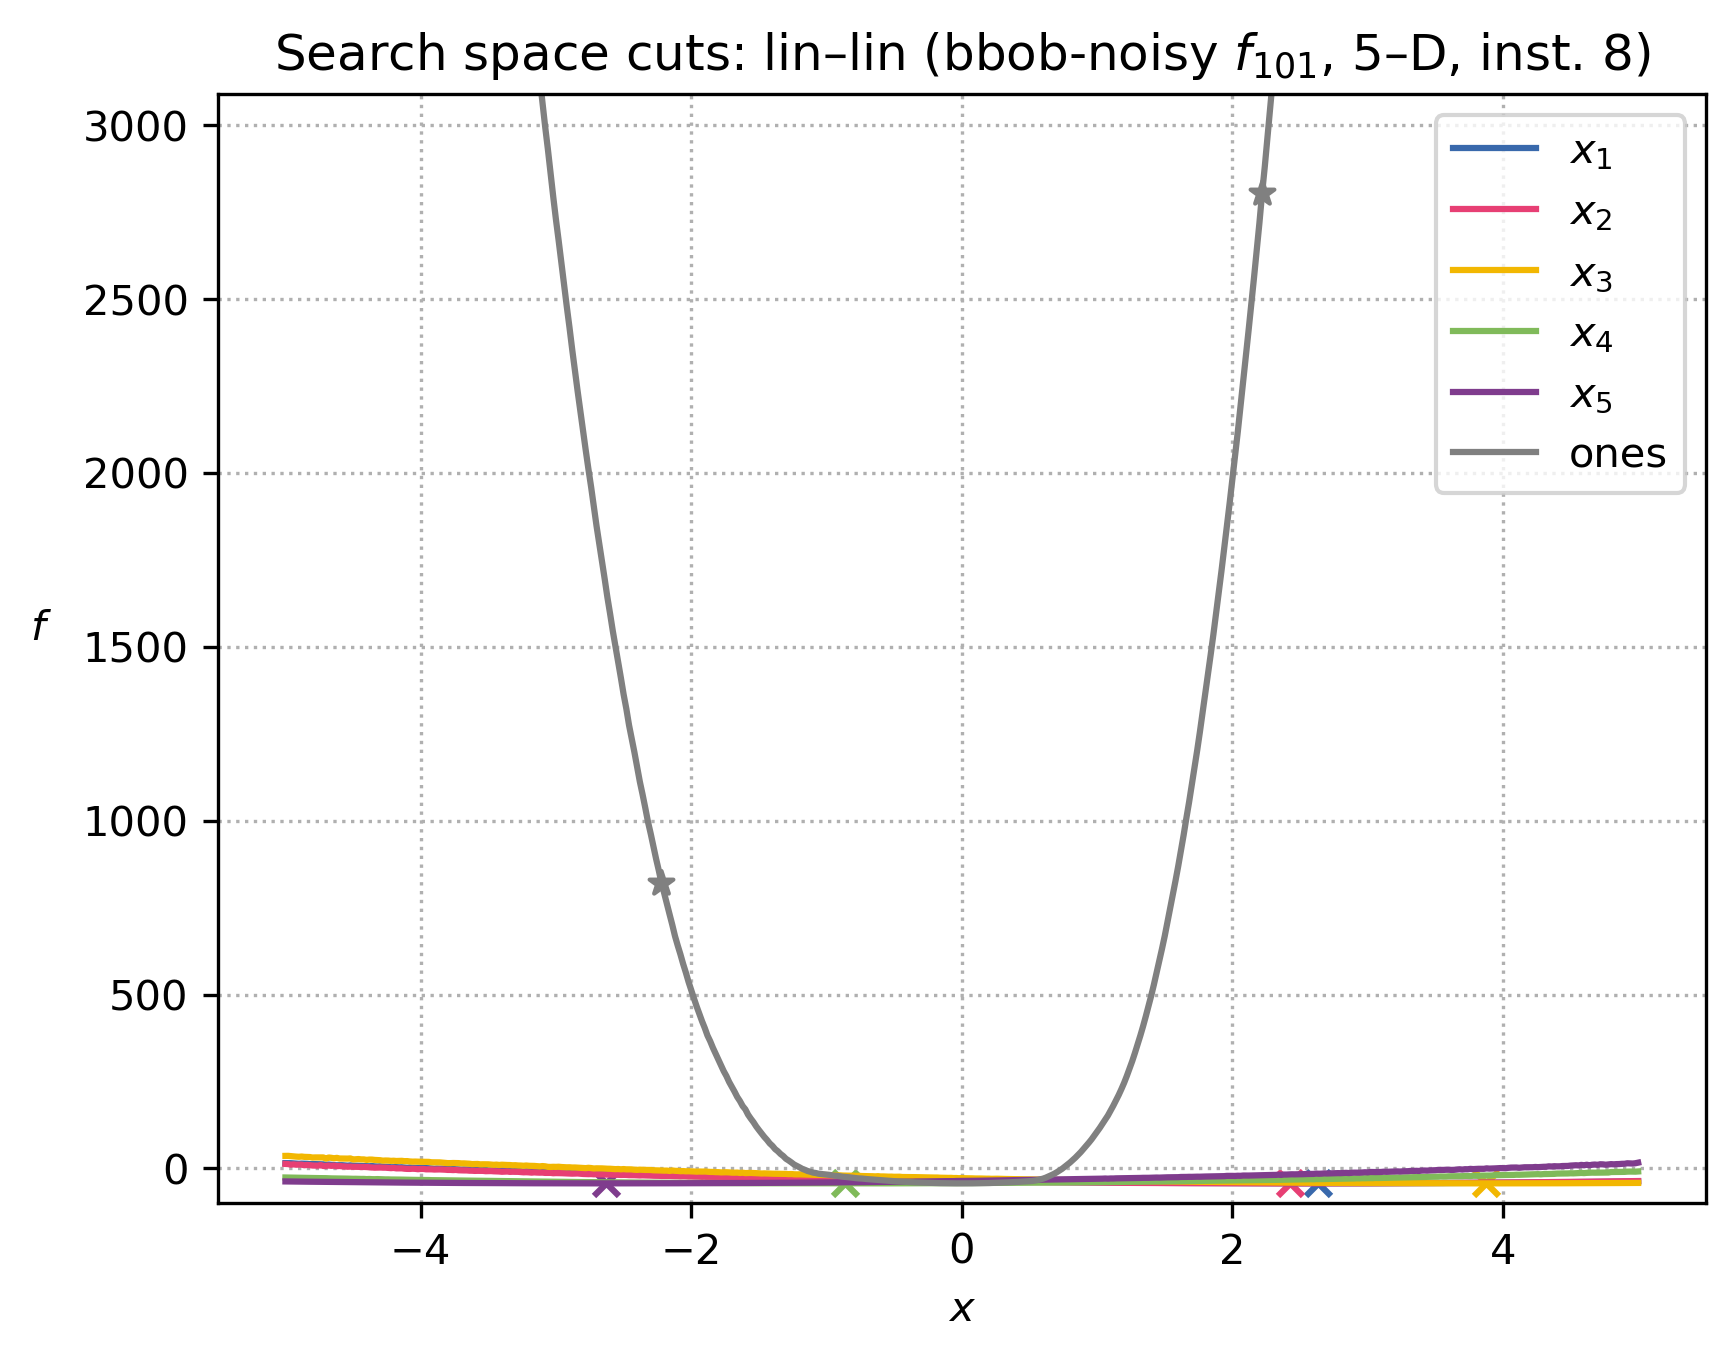 Search space cuts: lin–lin (bbob-noisy f₁₀₁, 5–D, inst. 8)
3000
2500
2000
1500
1000
500
0
f
−4
−2
0
2
4
x
x₁
x₂
x₃
x₄
x₅
ones